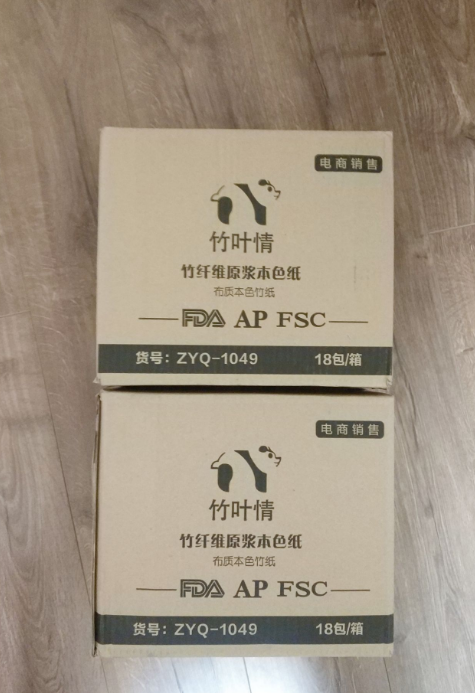 电商销售
竹叶情
竹纤维原浆本色纸
布质本色竹纸
FDA AP FSC
货号：ZYQ-1049 18包/箱
电商销售
竹叶情
竹纤维原浆本色纸
布质本色竹纸
FDA AP FSC
货号：ZYQ-1049 18包/箱